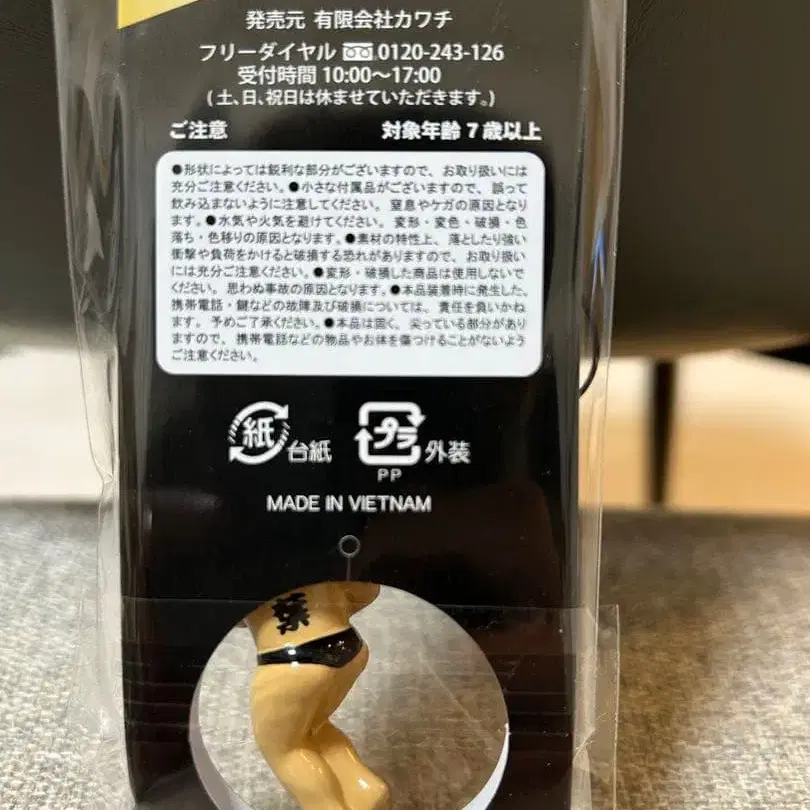 発売元 有限会社カワチ
フリーダイヤル 0120-243-126
受付時間 10:00〜17:00
(土、日、祝日は休ませていただきます。)
ご注意 対象年齢 7歳以上
●形状によっては鋭利な部分がございますので、お取り扱いには
充分ご注意ください。●小さな付属品がございますので、誤って
飲み込まないように注意してください。窒息やケガの原因となり
ます。●水気や火気を避けてください。変形・変色・破損・色
落ち・色移りの原因となります。●素材の特性上、落としたり強い
衝撃や負荷をかけると破損する恐れがありますので、お取り扱い
には充分ご注意ください。●変形・破損した商品は使用しないで
ください。思わぬ事故の原因となります。●本品装着時に発生した、
携帯電話・鍵などの故障及び破損については、責任を負いかね
ます。予めご了承ください。●本品は固く、尖っている部分があり
ますので、携帯電話などの物品やお体を傷つけることがないよう
ご注意ください。
紙 台紙 プラ 外装
PP
MADE IN VIETNAM